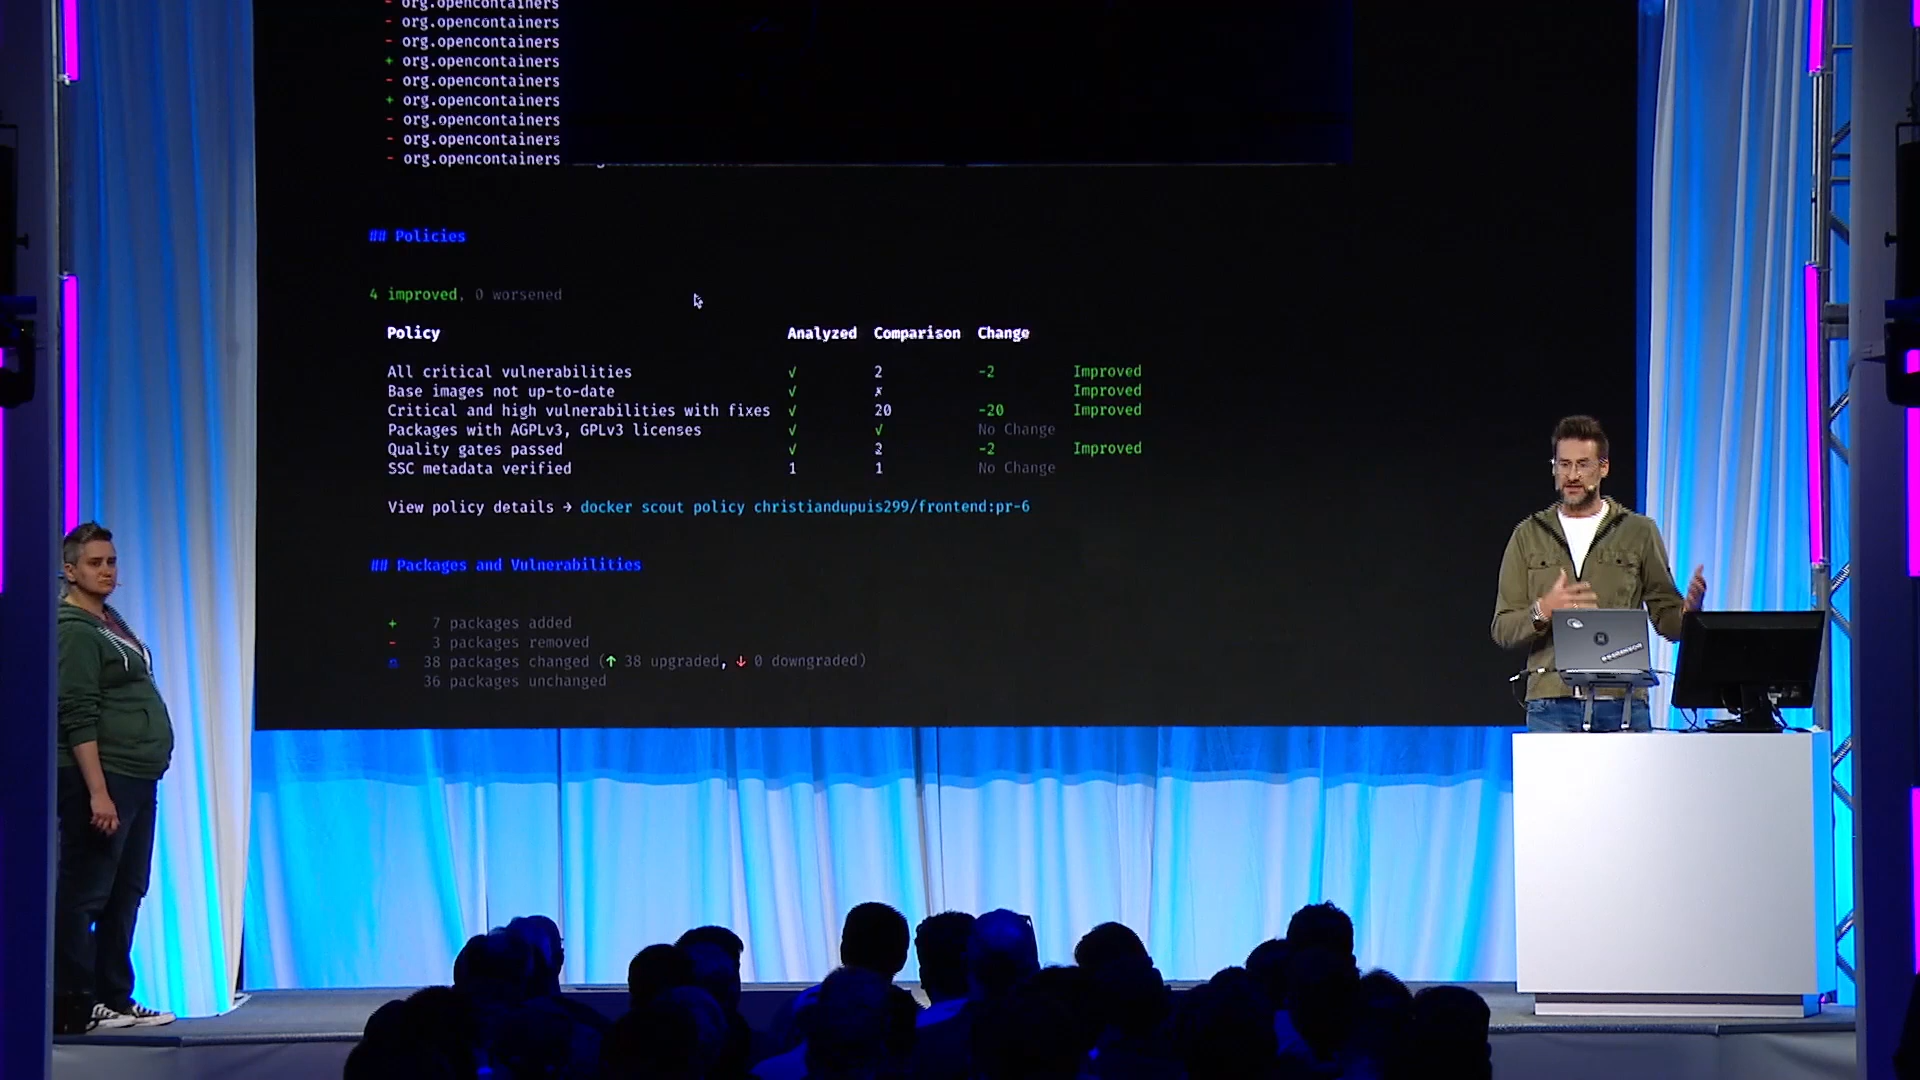 - org.opencontainers
- org.opencontainers
- org.opencontainers
+ org.opencontainers
- org.opencontainers
+ org.opencontainers
- org.opencontainers
- org.opencontainers
- org.opencontainers
## Policies
4 improved, 0 worsened
Policy Analyzed Comparison Change
All critical vulnerabilities √ 2 -2 Improved
Base images not up-to-date √ x Improved
Critical and high vulnerabilities with fixes √ 20 -20 Improved
Packages with AGPLv3, GPLv3 licenses √ √ No Change
Quality gates passed √ 2 -2 Improved
SSC metadata verified 1 1 No Change
View policy details → docker scout policy christiandupuis299/frontend:pr-6
## Packages and Vulnerabilities
+ 7 packages added
- 3 packages removed
38 packages changed (↑ 38 upgraded, ↓ 0 downgraded)
36 packages unchanged